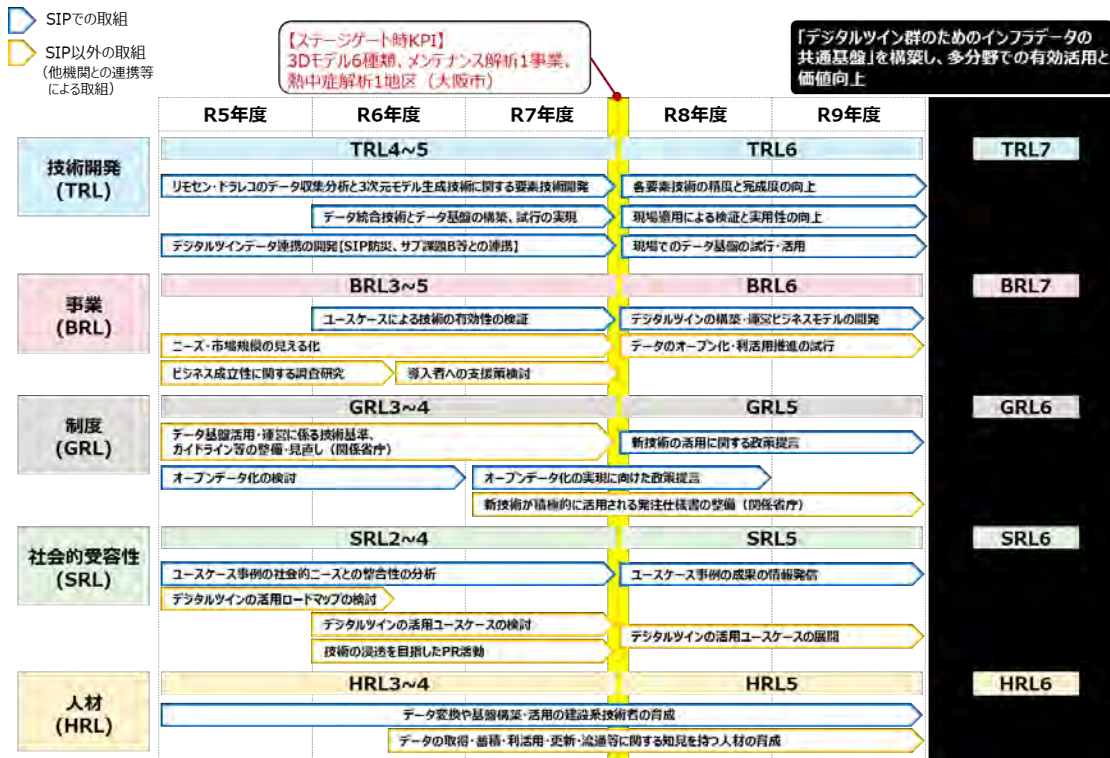 SIPでの取組
SIP以外の取組
(他機関との連携等
による取組)
【ステージゲート時KPI】
3Dモデル6種類、メンテナンス解析1事業、
熱中症解析1地区（大阪市）
「デジタルツイン群のためのインフラデータの
共通基盤」を構築し、多分野での有効活用と
価値向上
R5年度
R6年度
R7年度
R8年度
R9年度
技術開発
(TRL)
TRL4~5
TRL6
TRL7
リモセン・ドラレコのデータ収集分析と3次元モデル生成技術に関する要素技術開発
各要素技術の精度と完成度の向上
データ統合技術とデータ基盤の構築、試行の実現
現場適用による検証と実用性の向上
デジタルツインデータ連携の開発【SIP防災、サブ課題B等との連携】
現場でのデータ基盤の試行・活用
事業
(BRL)
BRL3~5
BRL6
BRL7
ユースケースによる技術の有効性の検証
デジタルツインの構築・運営ビジネスモデルの開発
ニーズ・市場規模の見える化
データのオープン化・利活用推進の試行
ビジネス成立性に関する調査研究
導入者への支援策検討
制度
(GRL)
GRL3~4
GRL5
GRL6
データ基盤活用・運営に係る技術基準、
ガイドライン等の整備・見直し（関係省庁）
新技術の活用に関する政策提言
オープンデータ化の検討
オープンデータ化の実現に向けた政策提言
新技術が積極的に活用される発注仕様書の整備（関係省庁）
社会的受容性
(SRL)
SRL2~4
SRL5
SRL6
ユースケース事例の社会的ニーズとの整合性の分析
ユースケース事例の成果の情報発信
デジタルツインの活用ロードマップの検討
デジタルツインの活用ユースケースの検討
デジタルツインの活用ユースケースの展開
技術の浸透を目指したPR活動
人材
(HRL)
HRL3~4
HRL5
HRL6
データ変換や基盤構築・活用の建設系技術者の育成
データの取得・蓄積・利活用・更新・流通等に関する知見を持つ人材の育成